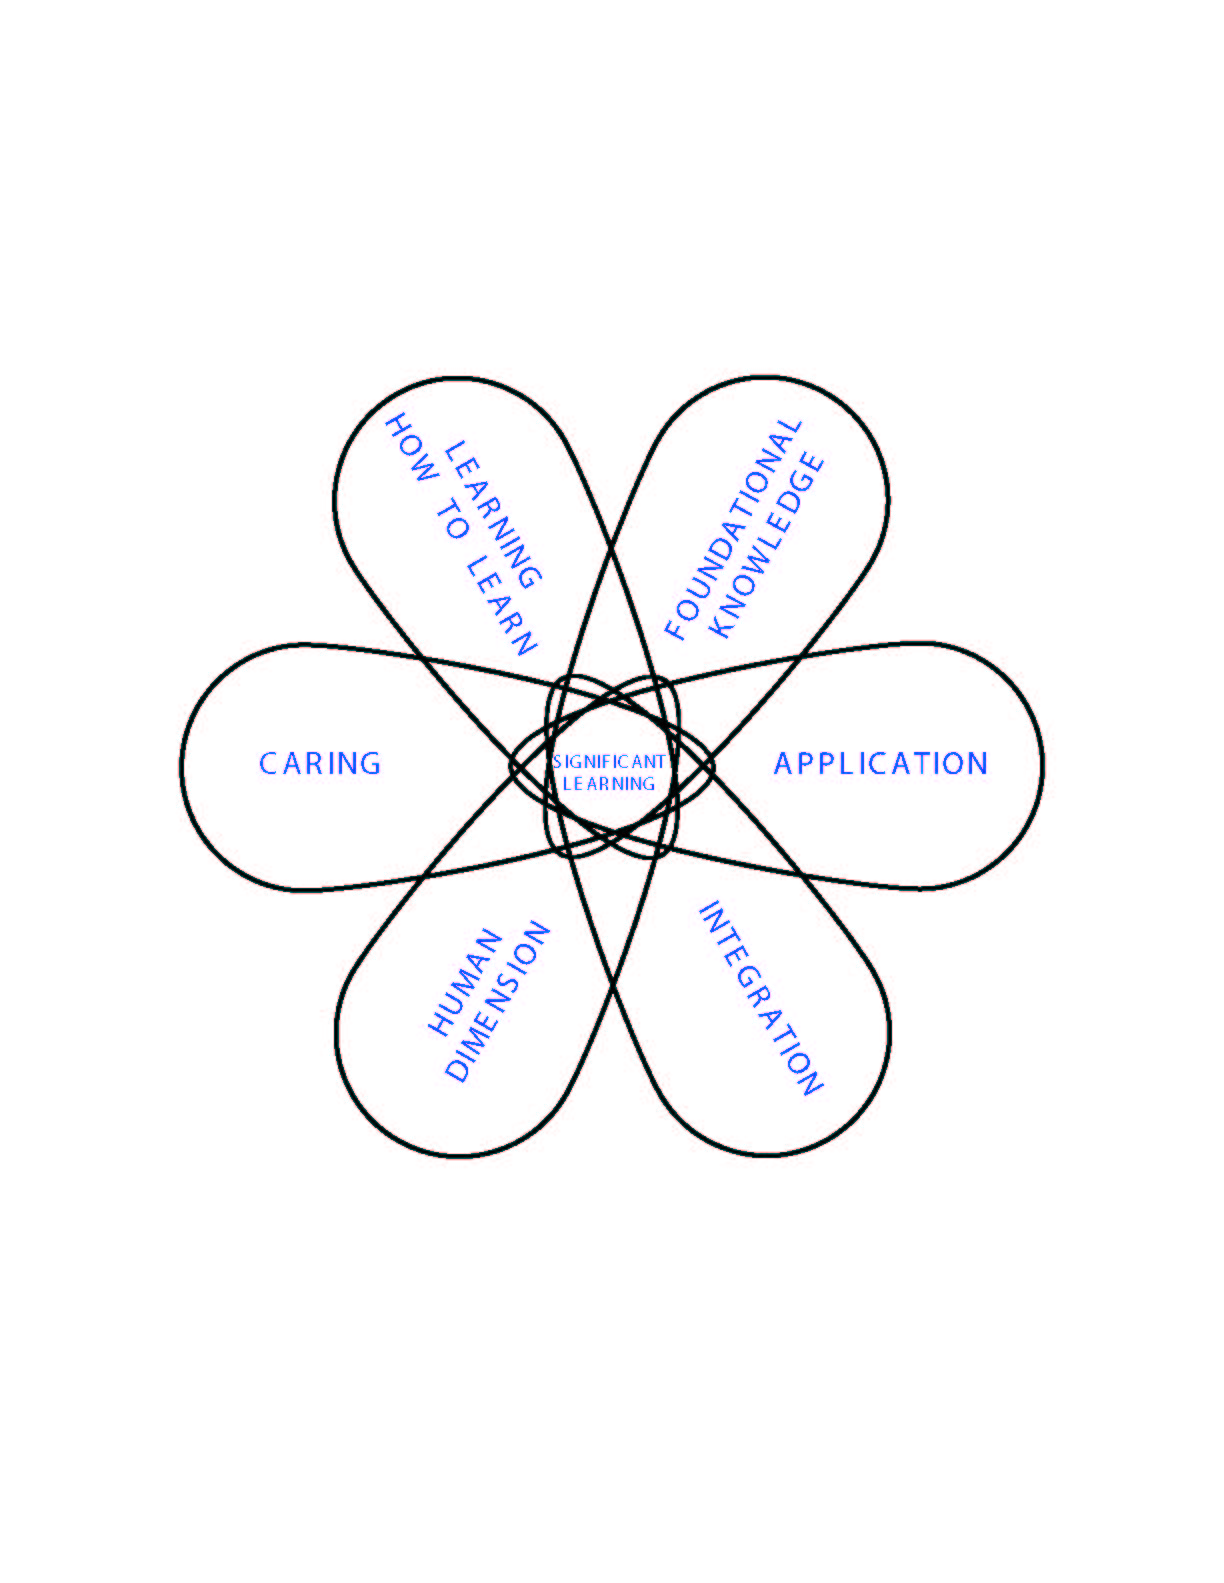 LEARNING
HOW TO LEARN
FOUNDATIONAL
KNOWLEDGE
CARING
SIGNIFICANT
LEARNING
APPLICATION
HUMAN
DIMENSION
INTEGRATION